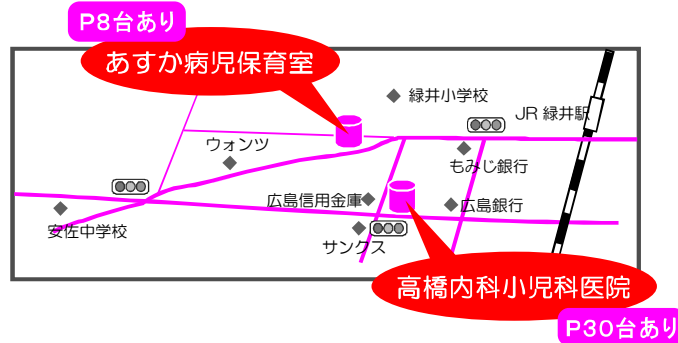 P8台あり
あすか病児保育室
緑井小学校
JR 緑井駅
ウォンツ
もみじ銀行
広島信用金庫
広島銀行
安佐中学校
サンクス
高橋内科小児科医院
P30台あり